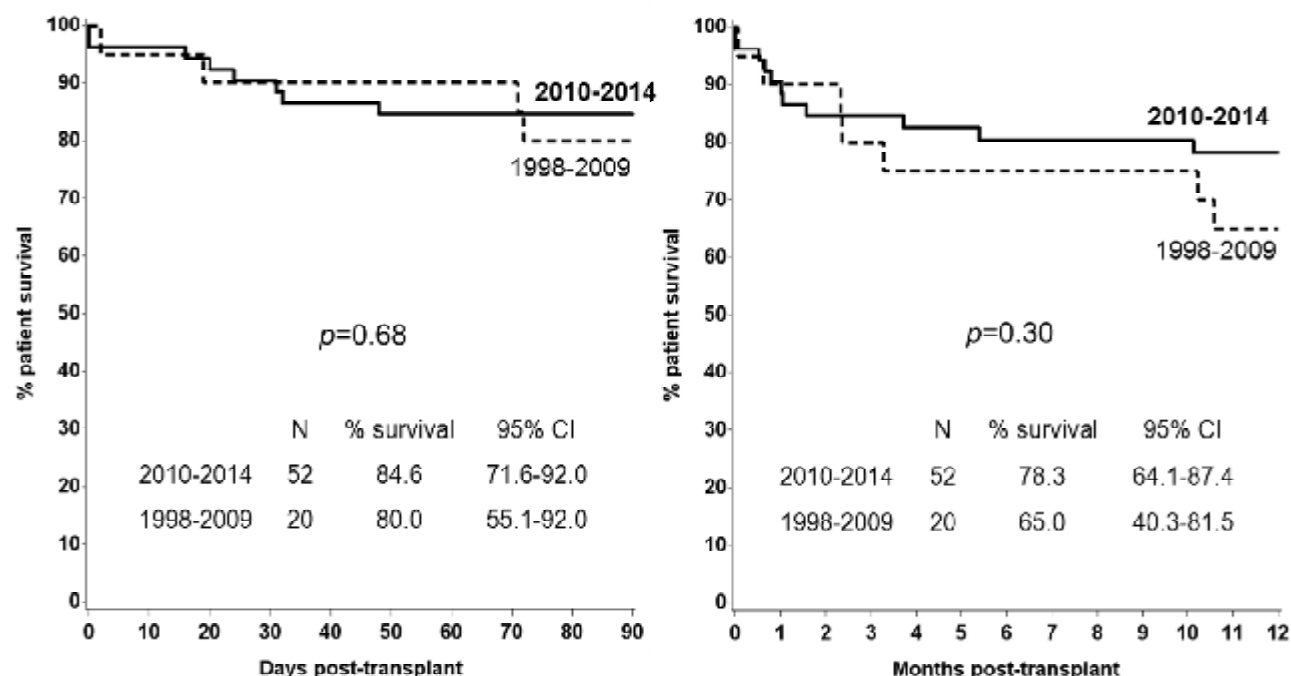 % patient survival
100
90
80
70
60
50
40
30
20
10
0
2010-2014
1998-2009
p=0.68
N % survival 95% CI
2010-2014 52 84.6 71.6-92.0
1998-2009 20 80.0 55.1-92.0
0 10 20 30 40 50 60 70 80 90
Days post-transplant
% patient survival
100
90
80
70
60
50
40
30
20
10
0
2010-2014
1998-2009
p=0.30
N % survival 95% CI
2010-2014 52 78.3 64.1-87.4
1998-2009 20 65.0 40.3-81.5
0 1 2 3 4 5 6 7 8 9 10 11 12
Months post-transplant